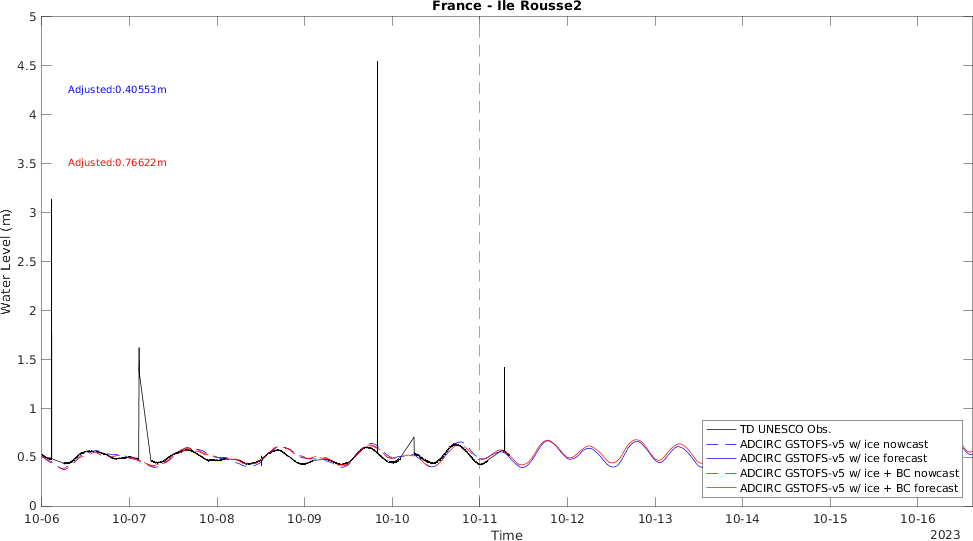 France - Ile Rousse2
5
4.5
4
3.5
3
2.5
2
1.5
1
0.5
0
Water Level (m)
Adjusted:0.40553m
Adjusted:0.76622m
TD UNESCO Obs.
ADCIRC GSTOFS-v5 w/ ice nowcast
ADCIRC GSTOFS-v5 w/ ice forecast
ADCIRC GSTOFS-v5 w/ ice + BC nowcast
ADCIRC GSTOFS-v5 w/ ice + BC forecast
10-06 10-07 10-08 10-09 10-10 10-11 10-12 10-13 10-14 10-15 10-16
Time
2023